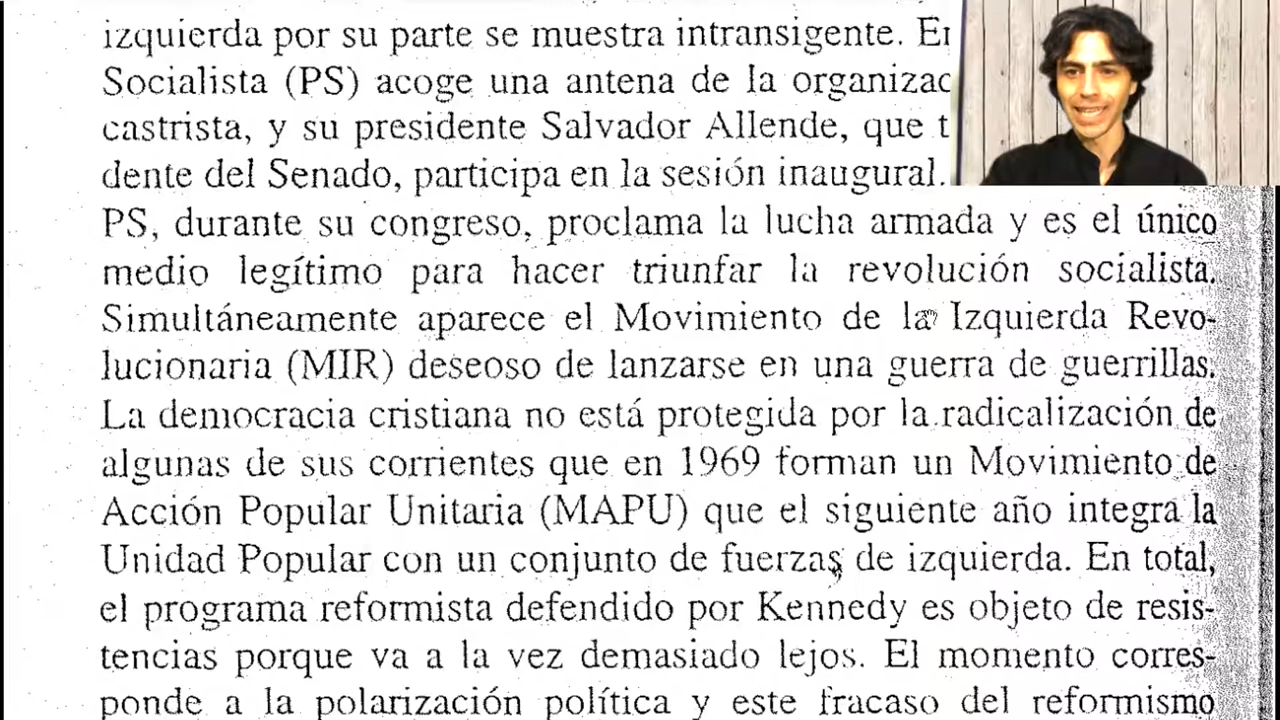 izquierda por su parte se muestra intransigente.
Socialista (PS) acoge una antena de la
castrista, y su presidente Salvador Allende, que
dente del Senado, participa en la sesión inaugural.
PS, durante su congreso, proclama la lucha armada y es el único
medio legítimo para hacer triunfar la revolución socialista.
Simultáneamente aparece el Movimiento de la Izquierda Revo-
lucionaria (MIR) deseoso de lanzarse en una guerra de guerrillas.
La democracia cristiana no está protegida por la radicalización de
algunas de sus corrientes que en 1969 forman un Movimiento de
Acción Popular Unitaria (MAPU) que el siguiente año integra la
Unidad Popular con un conjunto de fuerzas de izquierda. En total,
el programa reformista defendido por Kennedy es objeto de resis-
tencias porque va a la vez demasiado lejos. El momento corres-
ponde a la polarización política y este fracaso del reformismo